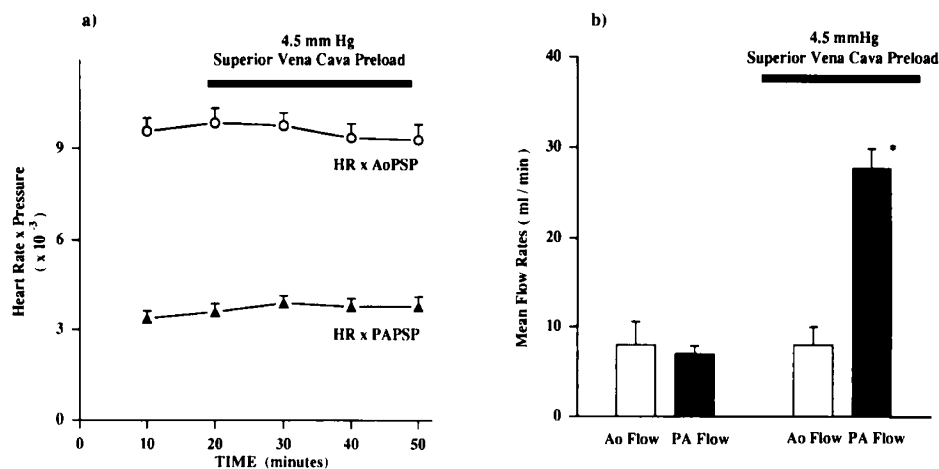 a)
4.5 mm Hg
Superior Vena Cava Preload
Heart Rate x Pressure
( x 10 -3 )
9
6
3
0
HR x AoPSP
HR x PAPSP
0 10 20 30 40 50
TIME (minutes)
b)
4.5 mmHg
Superior Vena Cava Preload
Mean Flow Rates ( ml / min )
40
30
20
10
0
*
Ao Flow PA Flow Ao Flow PA Flow